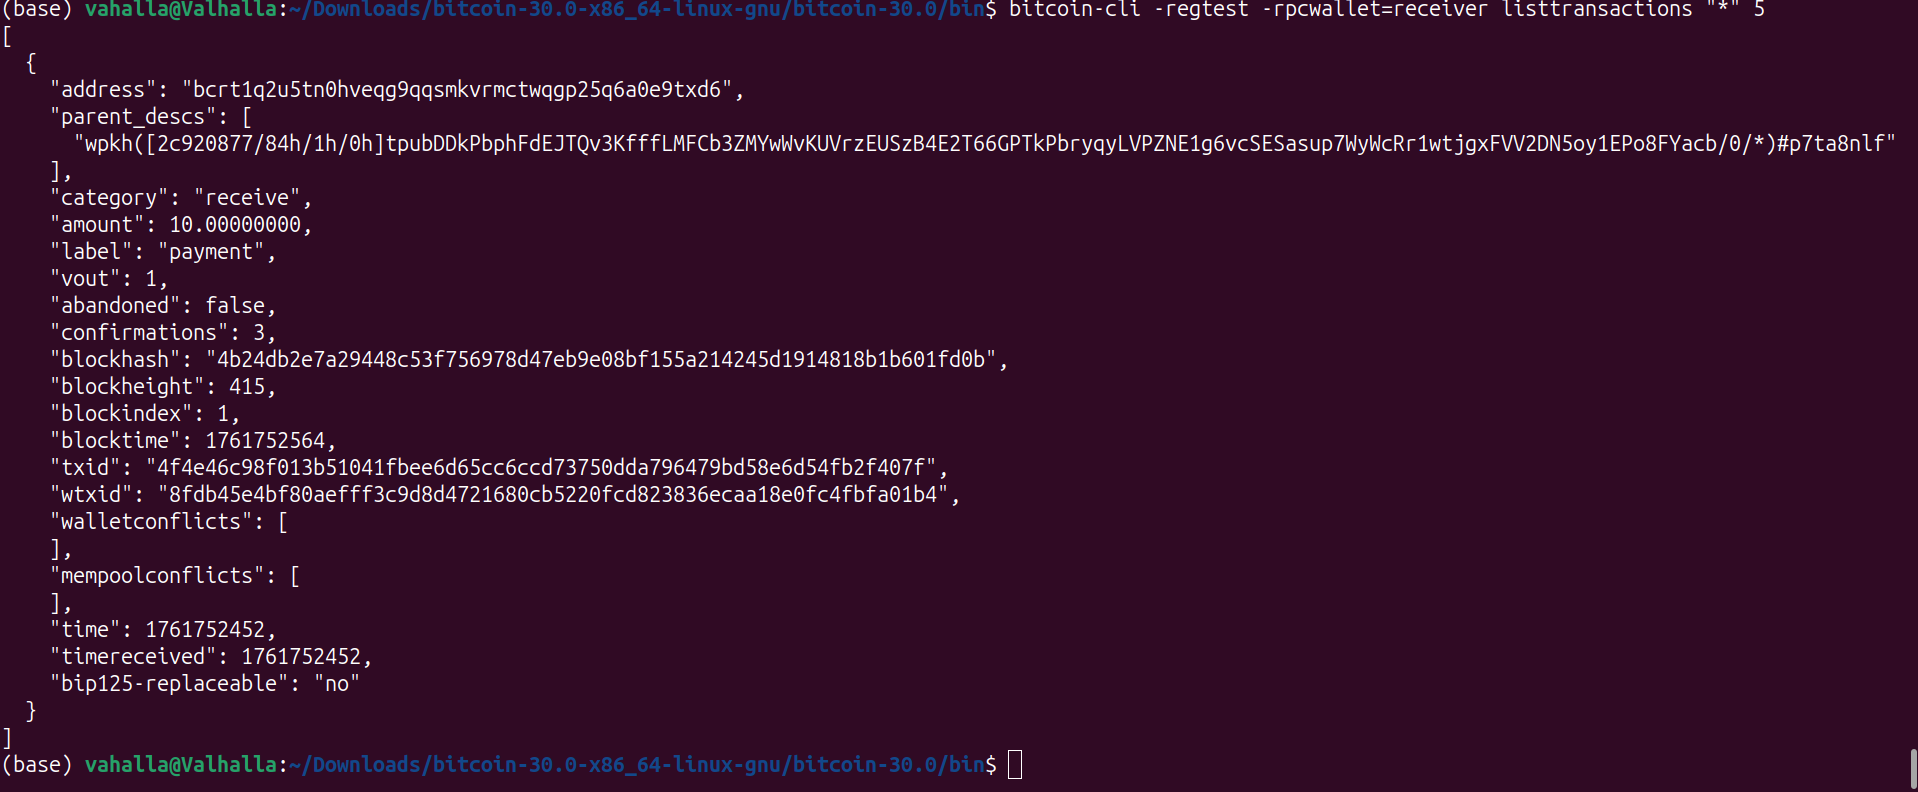 (base) vahalla@Valhalla:~/Downloads/bitcoin-30.0-x86_64-linux-gnu/bitcoin-30.0/bin$ bitcoin-cli -regtest -rpcwallet=receiver listtransactions "*" 5
[
  {
    "address": "bcrt1q2u5tn0hveqg9qqsmkvrmctwqgp25q6a0e9txd6",
    "parent_descs": [
      "wpkh([2c920877/84h/1h/0h]tpubDDkPbphFdEJTQv3KfffLMFCb3ZMYwWvKUVrzEUSzB4E2T66GPTkPbryqyLVPZNE1g6vcSESasup7WyWcRr1wtjgxFVV2DN5oy1EPo8FYacb/0/*)#p7ta8nlf"
    ],
    "category": "receive",
    "amount": 10.00000000,
    "label": "payment",
    "vout": 1,
    "abandoned": false,
    "confirmations": 3,
    "blockhash": "4b24db2e7a29448c53f756978d47eb9e08bf155a214245d1914818b1b601fd0b",
    "blockheight": 415,
    "blockindex": 1,
    "blocktime": 1761752564,
    "txid": "4f4e46c98f013b51041fbee6d65cc6ccd73750dda796479bd58e6d54fb2f407f",
    "wtxid": "8fdb45e4bf80aefff3c9d8d4721680cb5220fcd823836ecaa18e0fc4fbfa01b4",
    "walletconflicts": [
    ],
    "mempoolconflicts": [
    ],
    "time": 1761752452,
    "timereceived": 1761752452,
    "bip125-replaceable": "no"
  }
]
(base) vahalla@Valhalla:~/Downloads/bitcoin-30.0-x86_64-linux-gnu/bitcoin-30.0/bin$